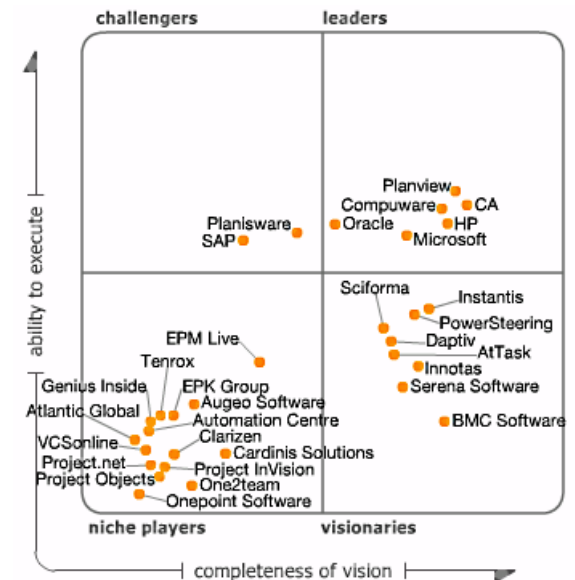 challengers
leaders
ability to execute
Planview
Compuware
CA
Planisware
Oracle
HP
SAP
Microsoft
Sciforma
Instantis
PowerSteering
EPM Live
Daptiv
Tenrox
AtTask
Innotas
Genius Inside
EPK Group
Serena Software
Augeo Software
Atlantic Global
Automation Centre
BMC Software
Clarizen
VCSonline
Cardinis Solutions
Project.net
Project InVision
Project Objects
One2team
Onepoint Software
niche players
visionaries
completeness of vision